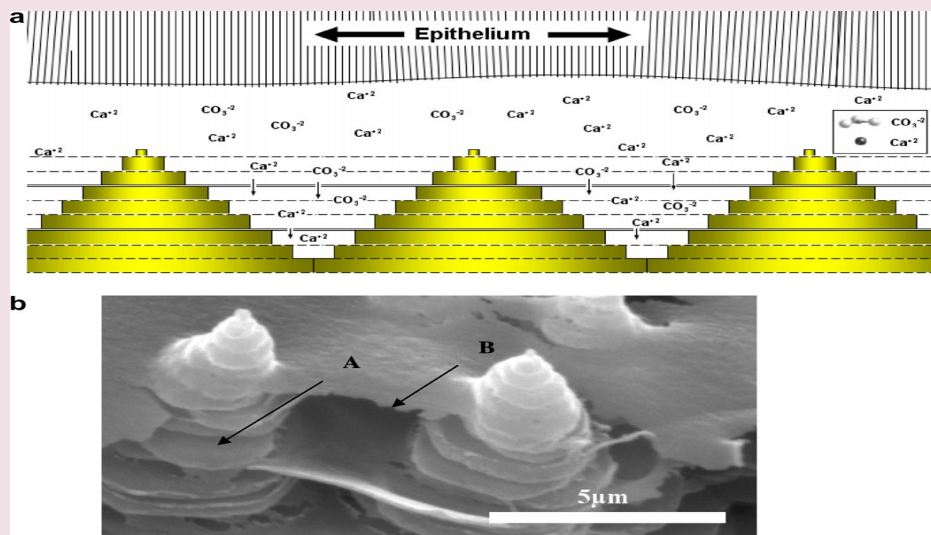 a
Epithelium
Ca⁺² CO₃⁻² Ca⁺² CO₃⁻² Ca⁺² Ca⁺² CO₃⁻² Ca⁺²
Ca⁺² CO₃⁻² Ca⁺² CO₃⁻² Ca⁺² Ca⁺²
CO₃⁻²
Ca⁺²
Ca⁺² Ca⁺² Ca⁺²
Ca⁺² CO₃⁻² CO₃⁻²
CO₃⁻² Ca⁺² CO₃⁻²
Ca⁺² Ca⁺²
Ca⁺²
b
A
B
5µm